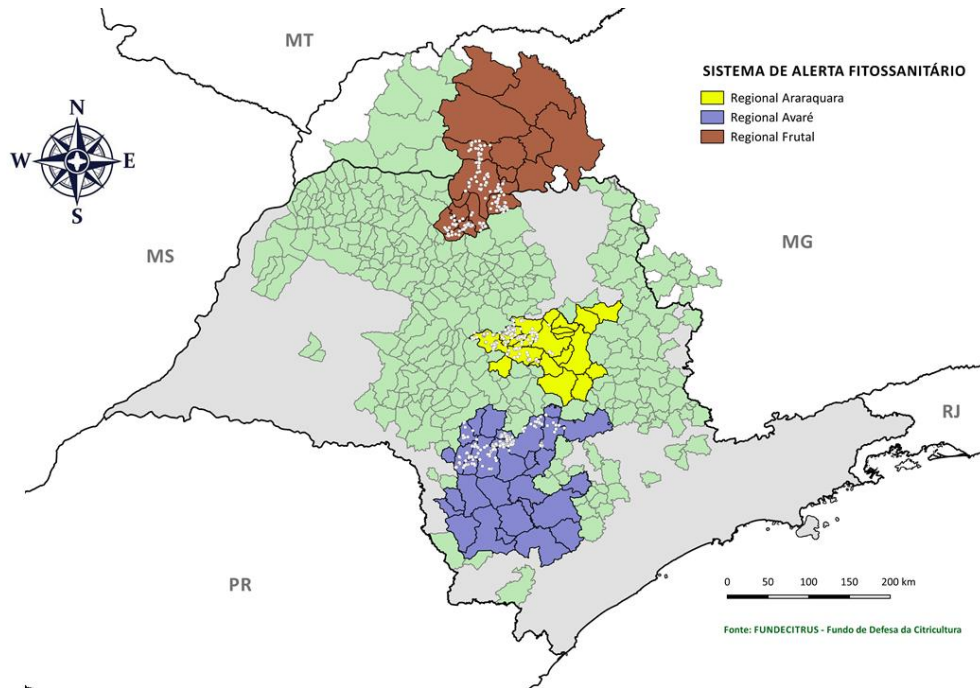 MT
SISTEMA DE ALERTA FITOSSANITÁRIO
Regional Araraquara
Regional Avaré
Regional Frutal
N
W
E
S
MS
MG
RJ
PR
0 50 100 150 200 km
Fonte: FUNDECITRUS - Fundo de Defesa da Citricultura